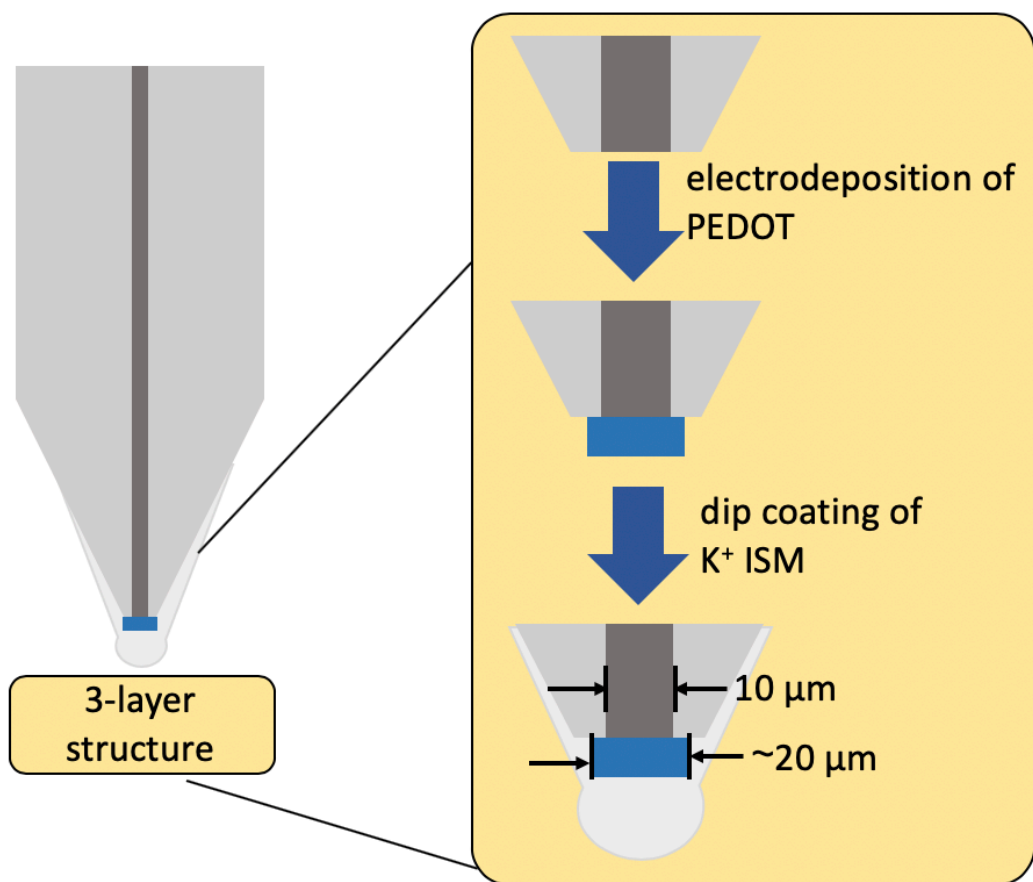 electrodeposition of
PEDOT
dip coating of
K⁺ ISM
10 μm
~20 μm
3-layer
structure